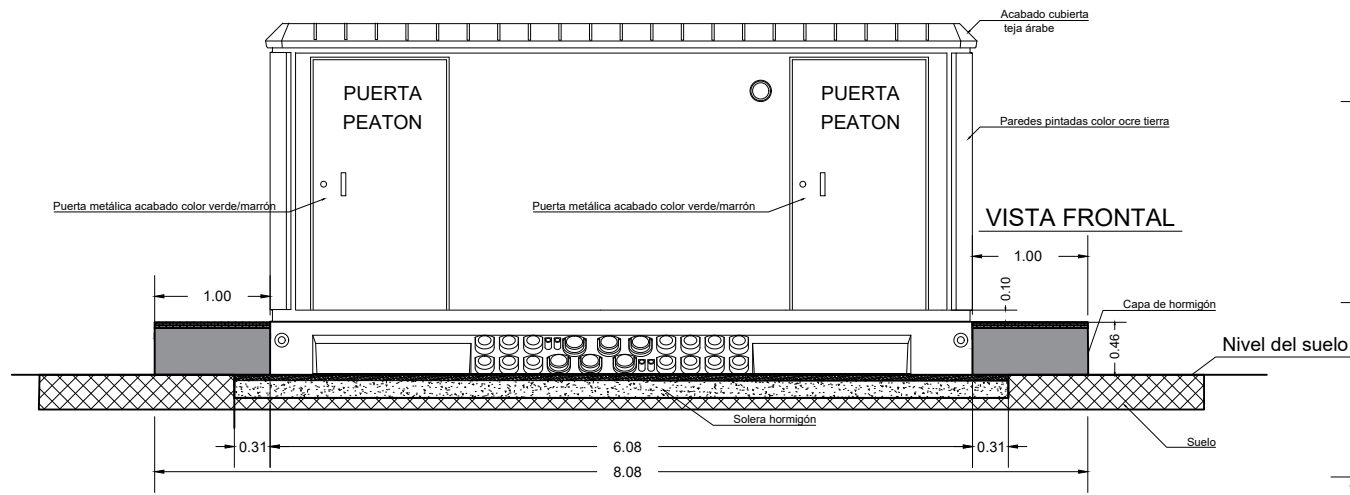 Acabado cubierta
teja árabe
PUERTA
PEATON
PUERTA
PEATON
Paredes pintadas color ocre tierra
Puerta metálica acabado color verde/marrón
Puerta metálica acabado color verde/marrón
VISTA FRONTAL
1.00
1.00
0.10
Capa de hormigón
0.46
Nivel del suelo
Solera hormigón
Suelo
0.31
6.08
0.31
8.08